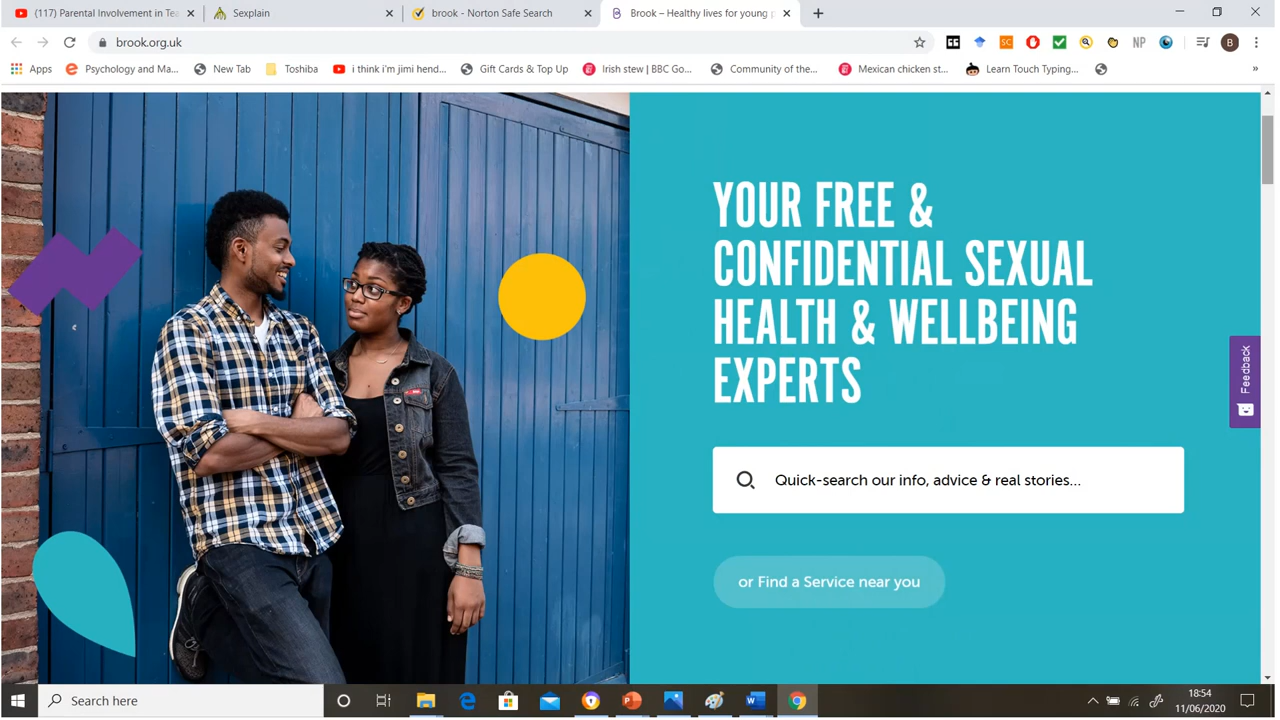 (117) Parental Involvement in Tea
Sexplain
brook - Norton Safe Search
Brook – Healthy lives for young p
brook.org.uk
SC
NP
B
Apps
Psychology and Ma...
New Tab
Toshiba
i think i'm jimi hend...
Gift Cards & Top Up
Irish stew | BBC Go...
Community of the...
Mexican chicken st...
Learn Touch Typing...
»
YOUR FREE &
CONFIDENTIAL SEXUAL
HEALTH & WELLBEING
EXPERTS
Quick-search our info, advice & real stories...
or Find a Service near you
Feedback
Search here
18:54
11/06/2020